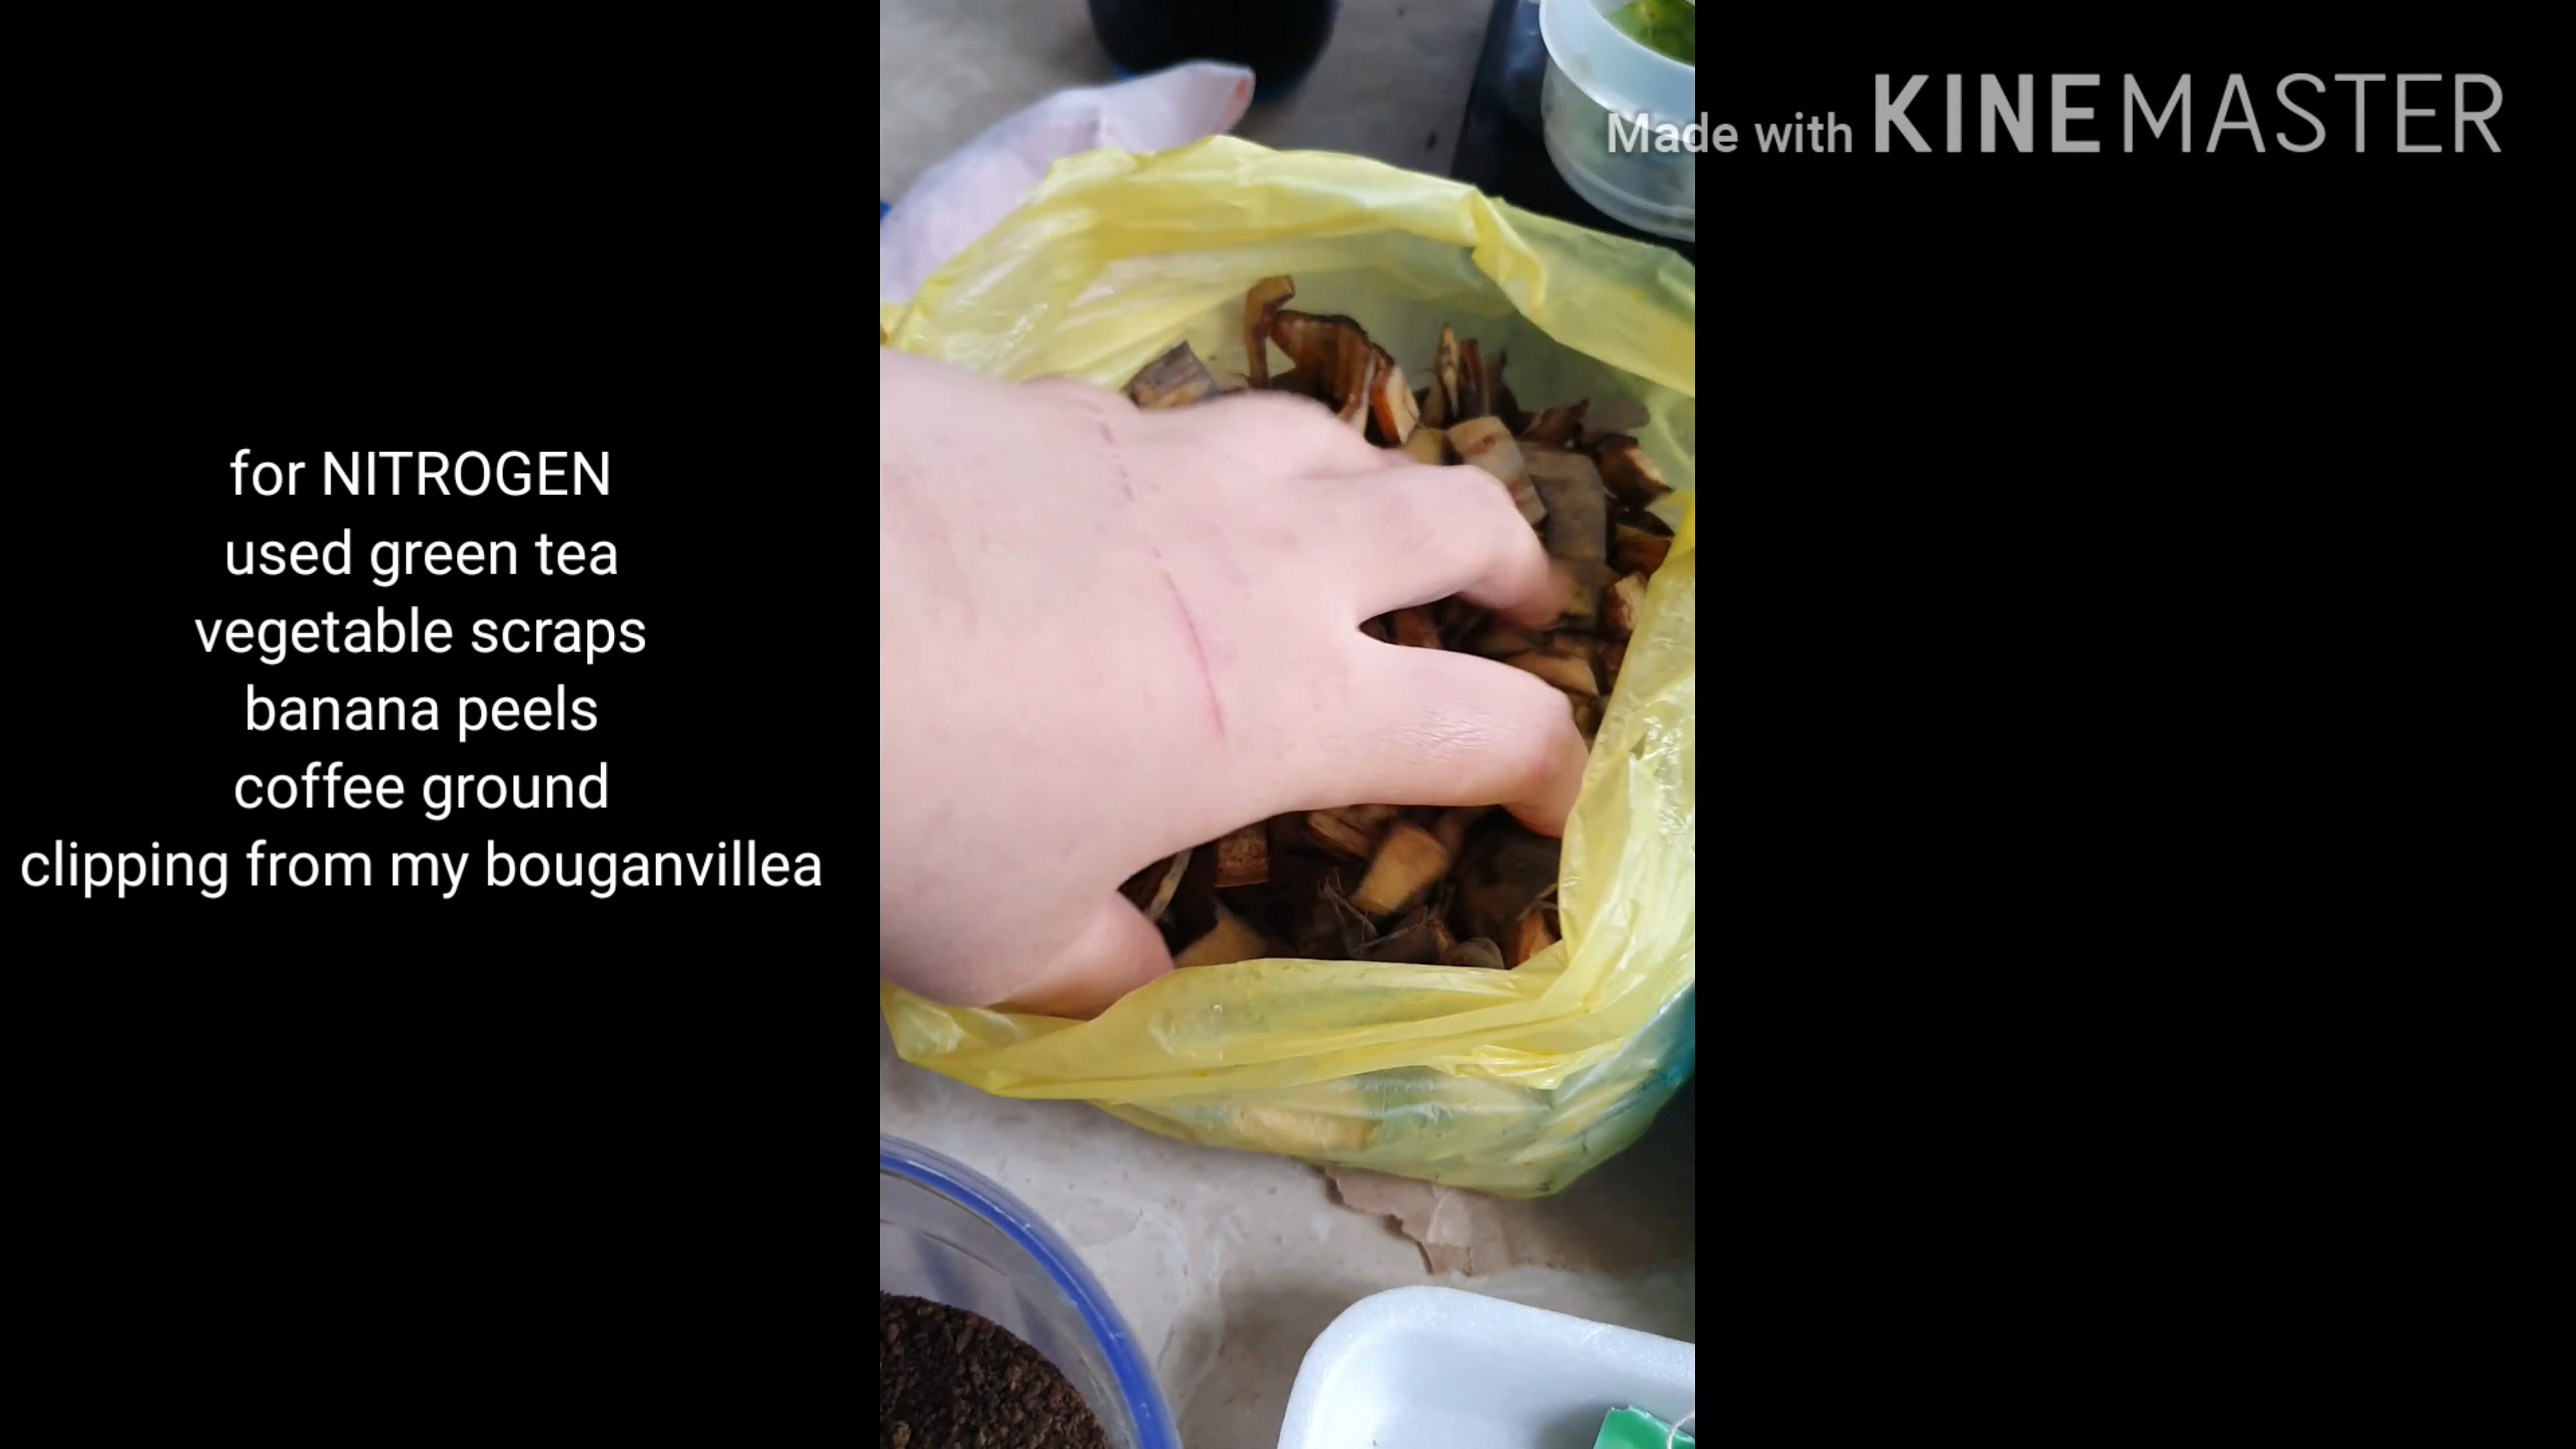 Made with KINEMASTER
for NITROGEN
used green tea
vegetable scraps
banana peels
coffee ground
clipping from my bouganvillea